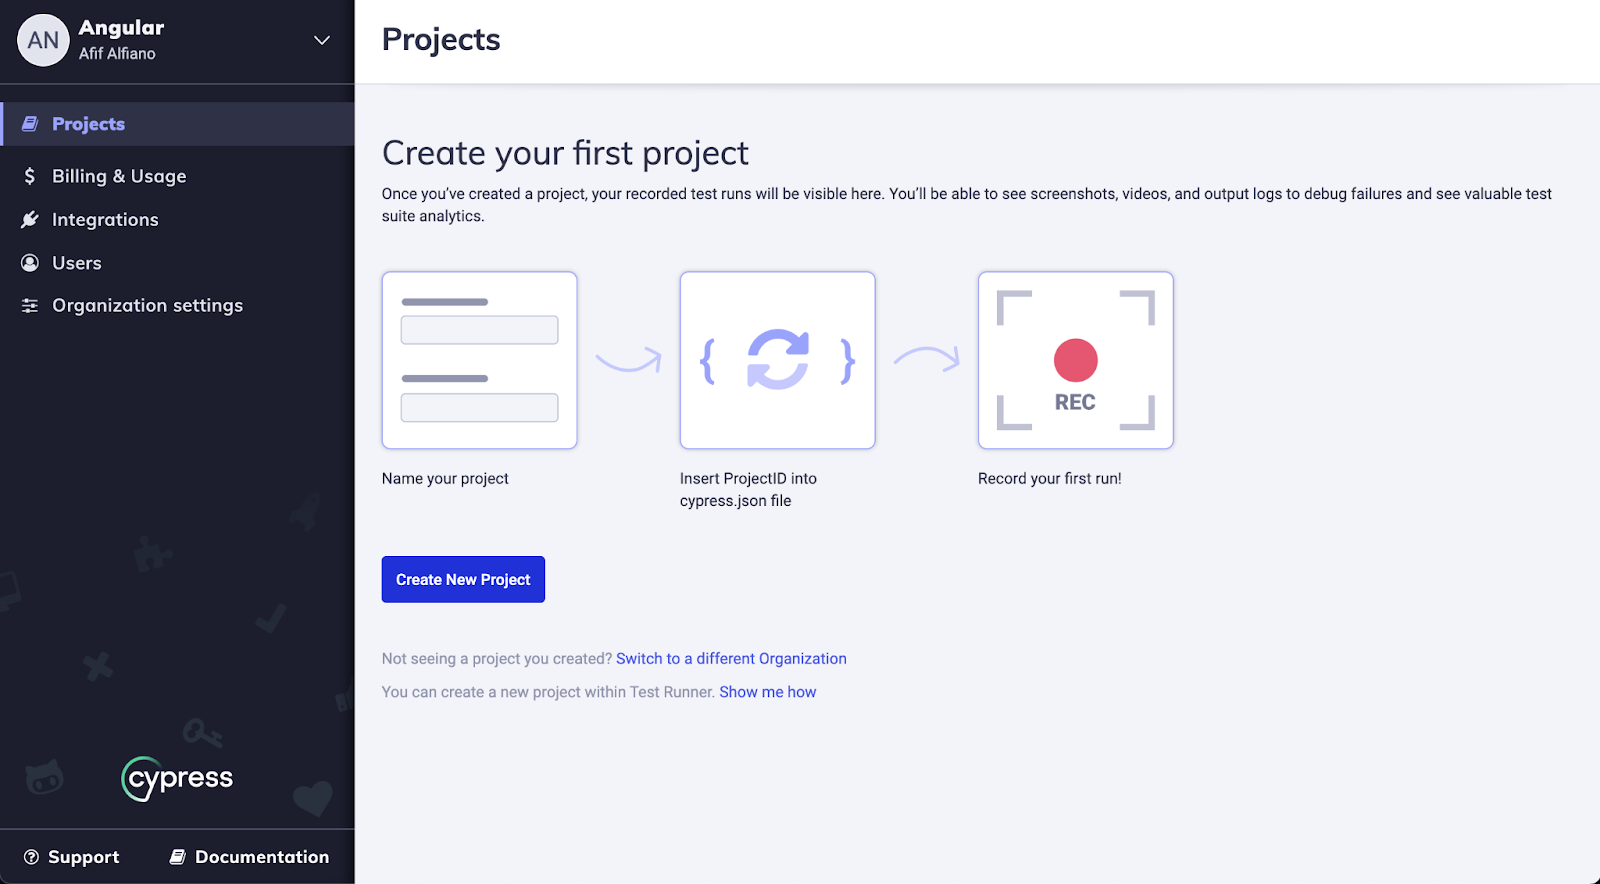 AN
Angular
Afif Alfiano
Projects
Billing & Usage
Integrations
Users
Organization settings
cypress
Support
Documentation
Projects
Create your first project
Once you’ve created a project, your recorded test runs will be visible here. You’ll be able to see screenshots, videos, and output logs to debug failures and see valuable test
suite analytics.
{ }
REC
Name your project
Insert ProjectID into
cypress.json file
Record your first run!
Create New Project
Not seeing a project you created? Switch to a different Organization
You can create a new project within Test Runner. Show me how